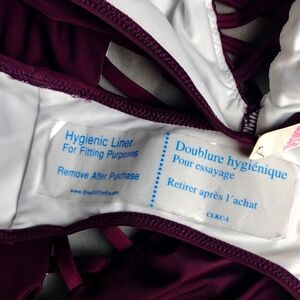 Hygienic Liner
For Fitting Purposes
Remove After Purchase
Doublure hygiénique
Pour essayage
Retirer après l'achat
CLKC-1